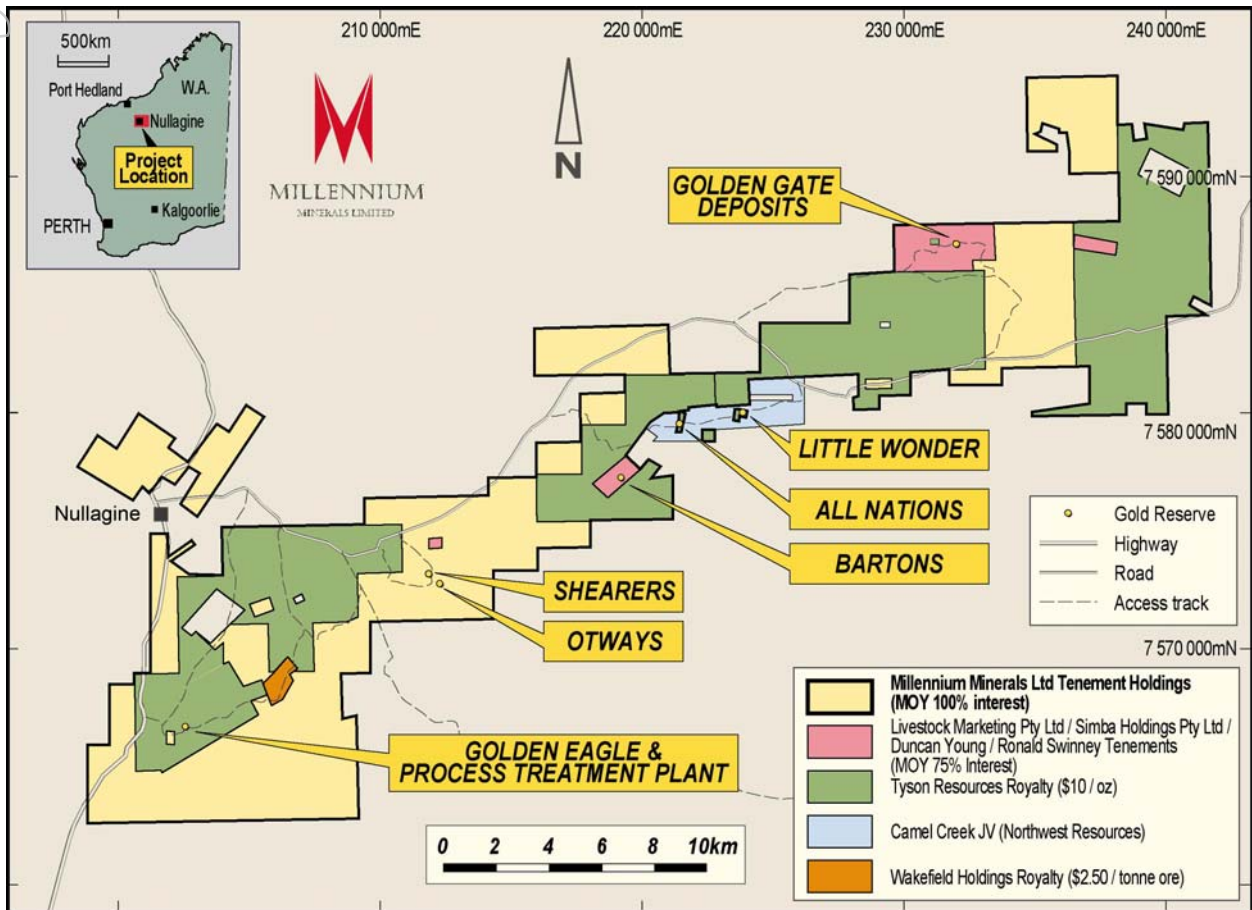 210 000mE
220 000mE
230 000mE
240 000mE
500km
Port Hedland
W.A.
Nullagine
Project
Location
Kalgoorlie
PERTH
MILLENNIUM
MINERALS LIMITED
N
7 590 000mN
GOLDEN GATE
DEPOSITS
7 580 000mN
LITTLE WONDER
Nullagine
ALL NATIONS
BARTONS
SHEARERS
OTWAYS
Gold Reserve
Highway
Road
Access track
7 570 000mN
GOLDEN EAGLE &
PROCESS TREATMENT PLANT
0 2 4 6 8 10km
Millennium Minerals Ltd Tenement Holdings
(MOY 100% interest)
Livestock Marketing Pty Ltd / Simba Holdings Pty Ltd /
Duncan Young / Ronald Swinney Tenements
(MOY 75% Interest)
Tyson Resources Royalty ($10 / oz)
Camel Creek JV (Northwest Resources)
Wakefield Holdings Royalty ($2.50 / tonne ore)